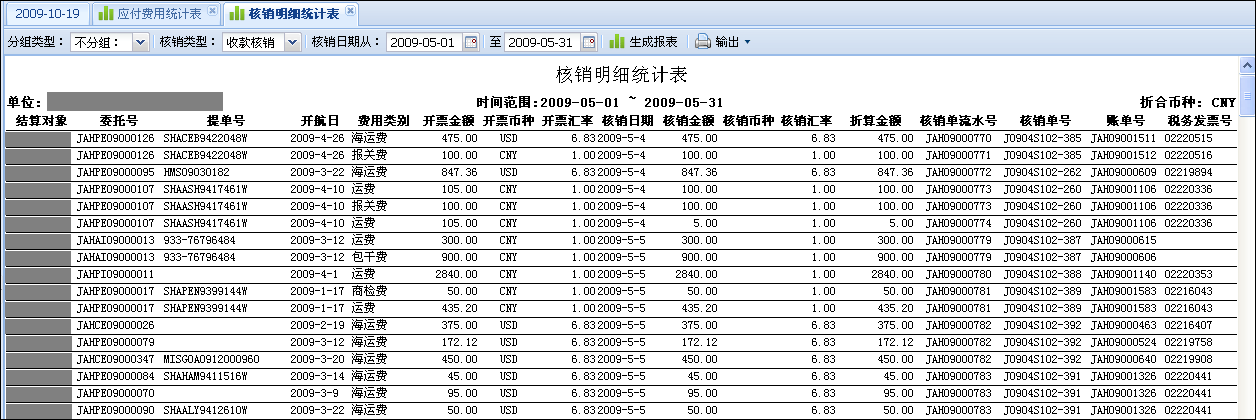 2009-10-19 应付费用统计表 核销明细统计表
分组类型： 不分组： 核销类型： 收款核销 核销日期从： 2009-05-01 至 2009-05-31 生成报表 输出
核销明细统计表
单位： 时间范围:2009-05-01 ~ 2009-05-31 折合币种: CNY
结算对象 委托号 提单号 开航日 费用类别 开票金额 开票币种 开票汇率 核销日期 核销金额 核销币种 核销汇率 折算金额 核销单流水号 核销单号 账单号 税务发票号
JAHPE09000126 SHACEB9422048W 2009-4-26 海运费 475.00 USD 6.83 2009-5-4 475.00 6.83 475.00 JAH09000770 J0904S102-385 JAH09001511 02220515
JAHPE09000126 SHACEB9422048W 2009-4-26 报关费 100.00 CNY 1.00 2009-5-4 100.00 1.00 100.00 JAH09000771 J0904S102-385 JAH09001512 02220516
JAHPE09000095 HMS09030182 2009-3-22 海运费 847.36 USD 6.83 2009-5-4 847.36 6.83 847.36 JAH09000772 J0904S102-262 JAH09000609 02219894
JAHPE09000107 SHAASH9417461W 2009-4-10 运费 105.00 CNY 1.00 2009-5-4 100.00 1.00 100.00 JAH09000773 J0904S102-260 JAH09001106 02220336
JAHPE09000107 SHAASH9417461W 2009-4-10 报关费 100.00 CNY 1.00 2009-5-4 100.00 1.00 100.00 JAH09000773 J0904S102-260 JAH09001106 02220336
JAHPE09000107 SHAASH9417461W 2009-4-10 运费 105.00 CNY 1.00 2009-5-4 5.00 1.00 5.00 JAH09000774 J0904S102-260 JAH09001106 02220336
JAHAI09000013 933-76796484 2009-3-12 运费 300.00 CNY 1.00 2009-5-5 300.00 1.00 300.00 JAH09000779 J0904S102-387 JAH09000615
JAHAI09000013 933-76796484 2009-3-12 包干费 900.00 CNY 1.00 2009-5-5 900.00 1.00 900.00 JAH09000779 J0904S102-387 JAH09000606
JAHPI09000011 2009-4-1 运费 2840.00 CNY 1.00 2009-5-5 2840.00 1.00 2840.00 JAH09000780 J0904S102-388 JAH09001140 02220353
JAHPE09000017 SHAPEN9399144W 2009-1-17 商检费 50.00 CNY 1.00 2009-5-5 50.00 1.00 50.00 JAH09000781 J0904S102-389 JAH09001583 02216043
JAHPE09000017 SHAPEN9399144W 2009-1-17 运费 435.20 CNY 1.00 2009-5-5 435.20 1.00 435.20 JAH09000781 J0904S102-389 JAH09001583 02216043
JAHCE09000026 2009-2-19 海运费 375.00 USD 6.83 2009-5-5 375.00 6.83 375.00 JAH09000782 J0904S102-392 JAH09000463 02216407
JAHPE09000079 2009-3-12 海运费 172.12 USD 6.83 2009-5-5 172.12 6.83 172.12 JAH09000782 J0904S102-392 JAH09000524 02219758
JAHCE09000347 MISGOA0912000960 2009-3-20 海运费 450.00 USD 6.83 2009-5-5 450.00 6.83 450.00 JAH09000782 J0904S102-392 JAH09000640 02219908
JAHPE09000084 SHAHAM9411516W 2009-3-14 海运费 45.00 USD 6.83 2009-5-5 45.00 6.83 45.00 JAH09000783 J0904S102-391 JAH09001326 02220441
JAHPE09000070 2009-3-9 海运费 95.00 USD 6.83 2009-5-5 95.00 6.83 95.00 JAH09000783 J0904S102-391 JAH09001326 02220441
JAHPE09000090 SHAALY9412610W 2009-3-22 海运费 50.00 USD 6.83 2009-5-5 50.00 6.83 50.00 JAH09000783 J0904S102-391 JAH09001326 02220441